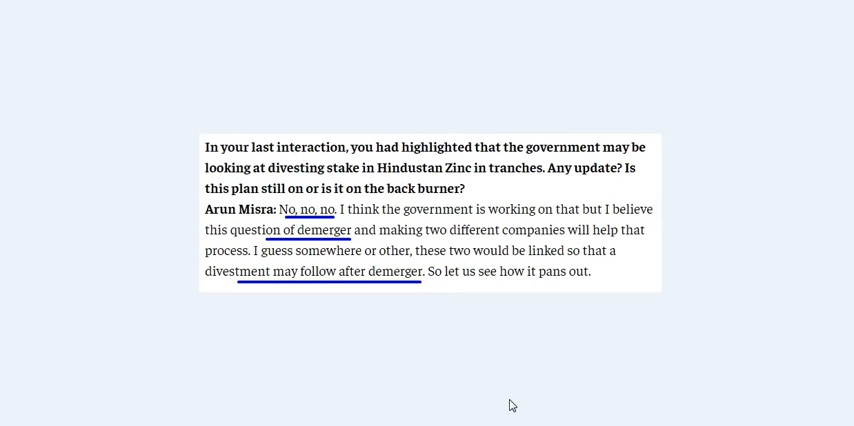 In your last interaction, you had highlighted that the government may be
looking at divesting stake in Hindustan Zinc in tranches. Any update? Is
this plan still on or is it on the back burner?
Arun Misra: No, no, no. I think the government is working on that but I believe
this question of demerger and making two different companies will help that
process. I guess somewhere or other, these two would be linked so that a
divestment may follow after demerger. So let us see how it pans out.